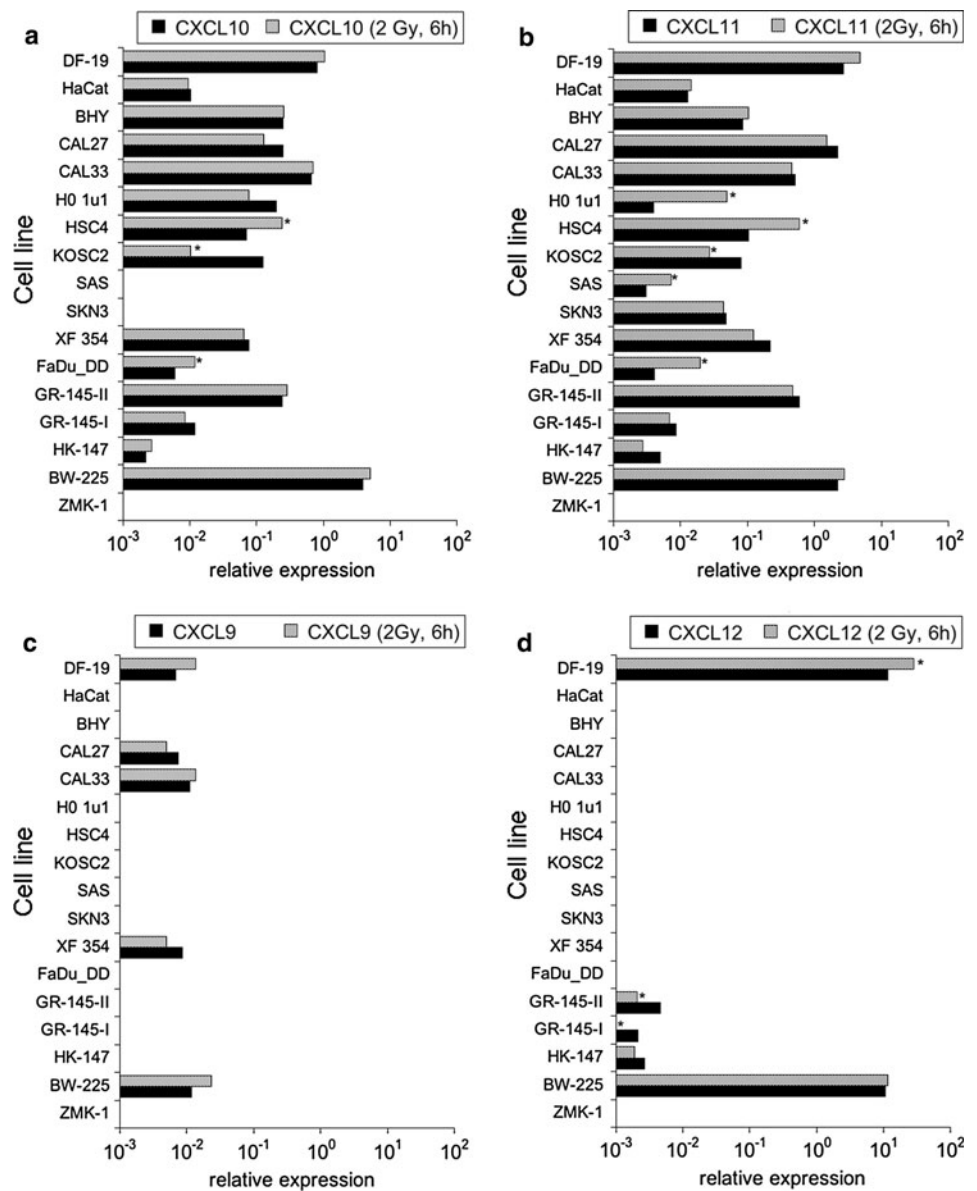 a
CXCL10 CXCL10 (2 Gy, 6h)
Cell line
DF-19
HaCat
BHY
CAL27
CAL33
H0 1u1
HSC4 *
KOSC2 *
SAS
SKN3
XF 354
FaDu_DD *
GR-145-II
GR-145-I
HK-147
BW-225
ZMK-1
10-3 10-2 10-1 100 101 102
relative expression
b
CXCL11 CXCL11 (2Gy, 6h)
Cell line
DF-19
HaCat
BHY
CAL27
CAL33
H0 1u1 *
HSC4 *
KOSC2 *
SAS *
SKN3
XF 354
FaDu_DD *
GR-145-II
GR-145-I
HK-147
BW-225
ZMK-1
10-3 10-2 10-1 100 101 102
relative expression
c
CXCL9 CXCL9 (2Gy, 6h)
Cell line
DF-19
HaCat
BHY
CAL27
CAL33
H0 1u1
HSC4
KOSC2
SAS
SKN3
XF 354
FaDu_DD
GR-145-II
GR-145-I
HK-147
BW-225
ZMK-1
10-3 10-2 10-1 100 101 102
relative expression
d
CXCL12 CXCL12 (2 Gy, 6h)
Cell line
DF-19 *
HaCat
BHY
CAL27
CAL33
H0 1u1
HSC4
KOSC2
SAS
SKN3
XF 354
FaDu_DD
GR-145-II *
GR-145-I *
HK-147
BW-225
ZMK-1
10-3 10-2 10-1 100 101 102
relative expression